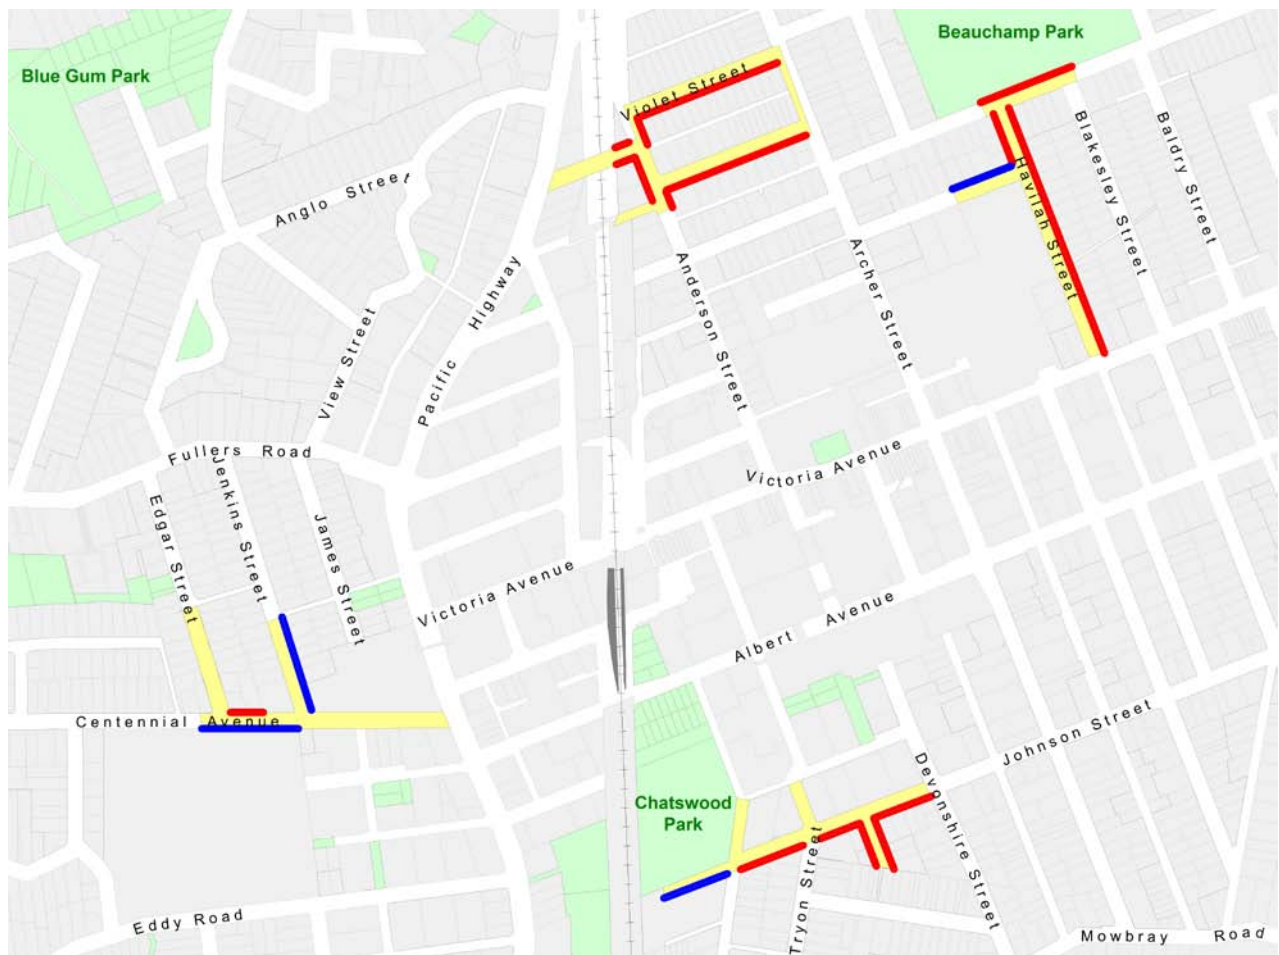 Beauchamp Park
Blue Gum Park
Violet Street
Baldry Street
Blakesley Street
Havilah Street
Anglo Street
Anderson Street
Archer Street
Pacific Highway
View Street
Fullers Road
Jenkins Street
Edgar Street
James Street
Victoria Avenue
Victoria Avenue
Albert Avenue
Centennial Avenue
Johnson Street
Devonshire Street
Chatswood
Park
Tryon Street
Eddy Road
Mowbray Road